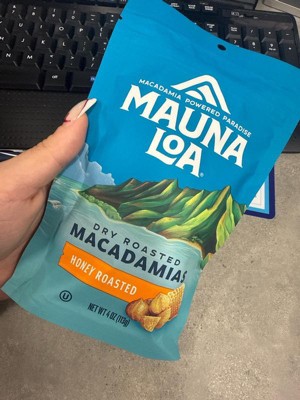 MACADAMIA POWERED PARADISE
MAUNA
LOA®
DRY ROASTED
MACADAMIAS
HONEY ROASTED
U
NET WT 4 OZ (113g)